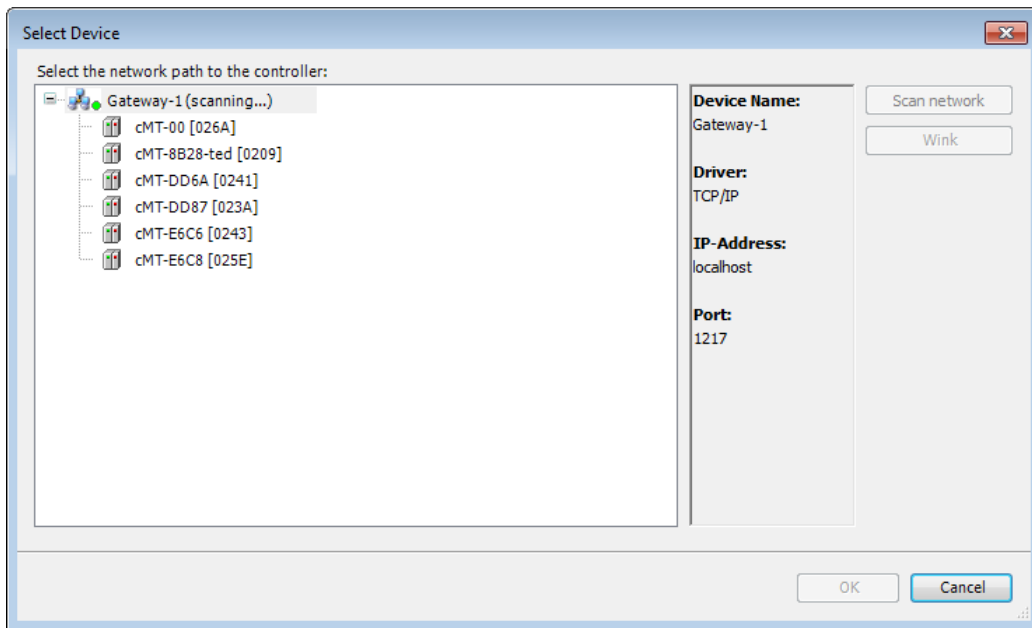 Select Device
Select the network path to the controller:
Gateway-1 (scanning...)
cMT-00 [026A]
cMT-8B28-ted [0209]
cMT-DD6A [0241]
cMT-DD87 [023A]
cMT-E6C6 [0243]
cMT-E6C8 [025E]
Device Name:
Gateway-1
Driver:
TCP/IP
IP-Address:
localhost
Port:
1217
Scan network
Wink
OK
Cancel